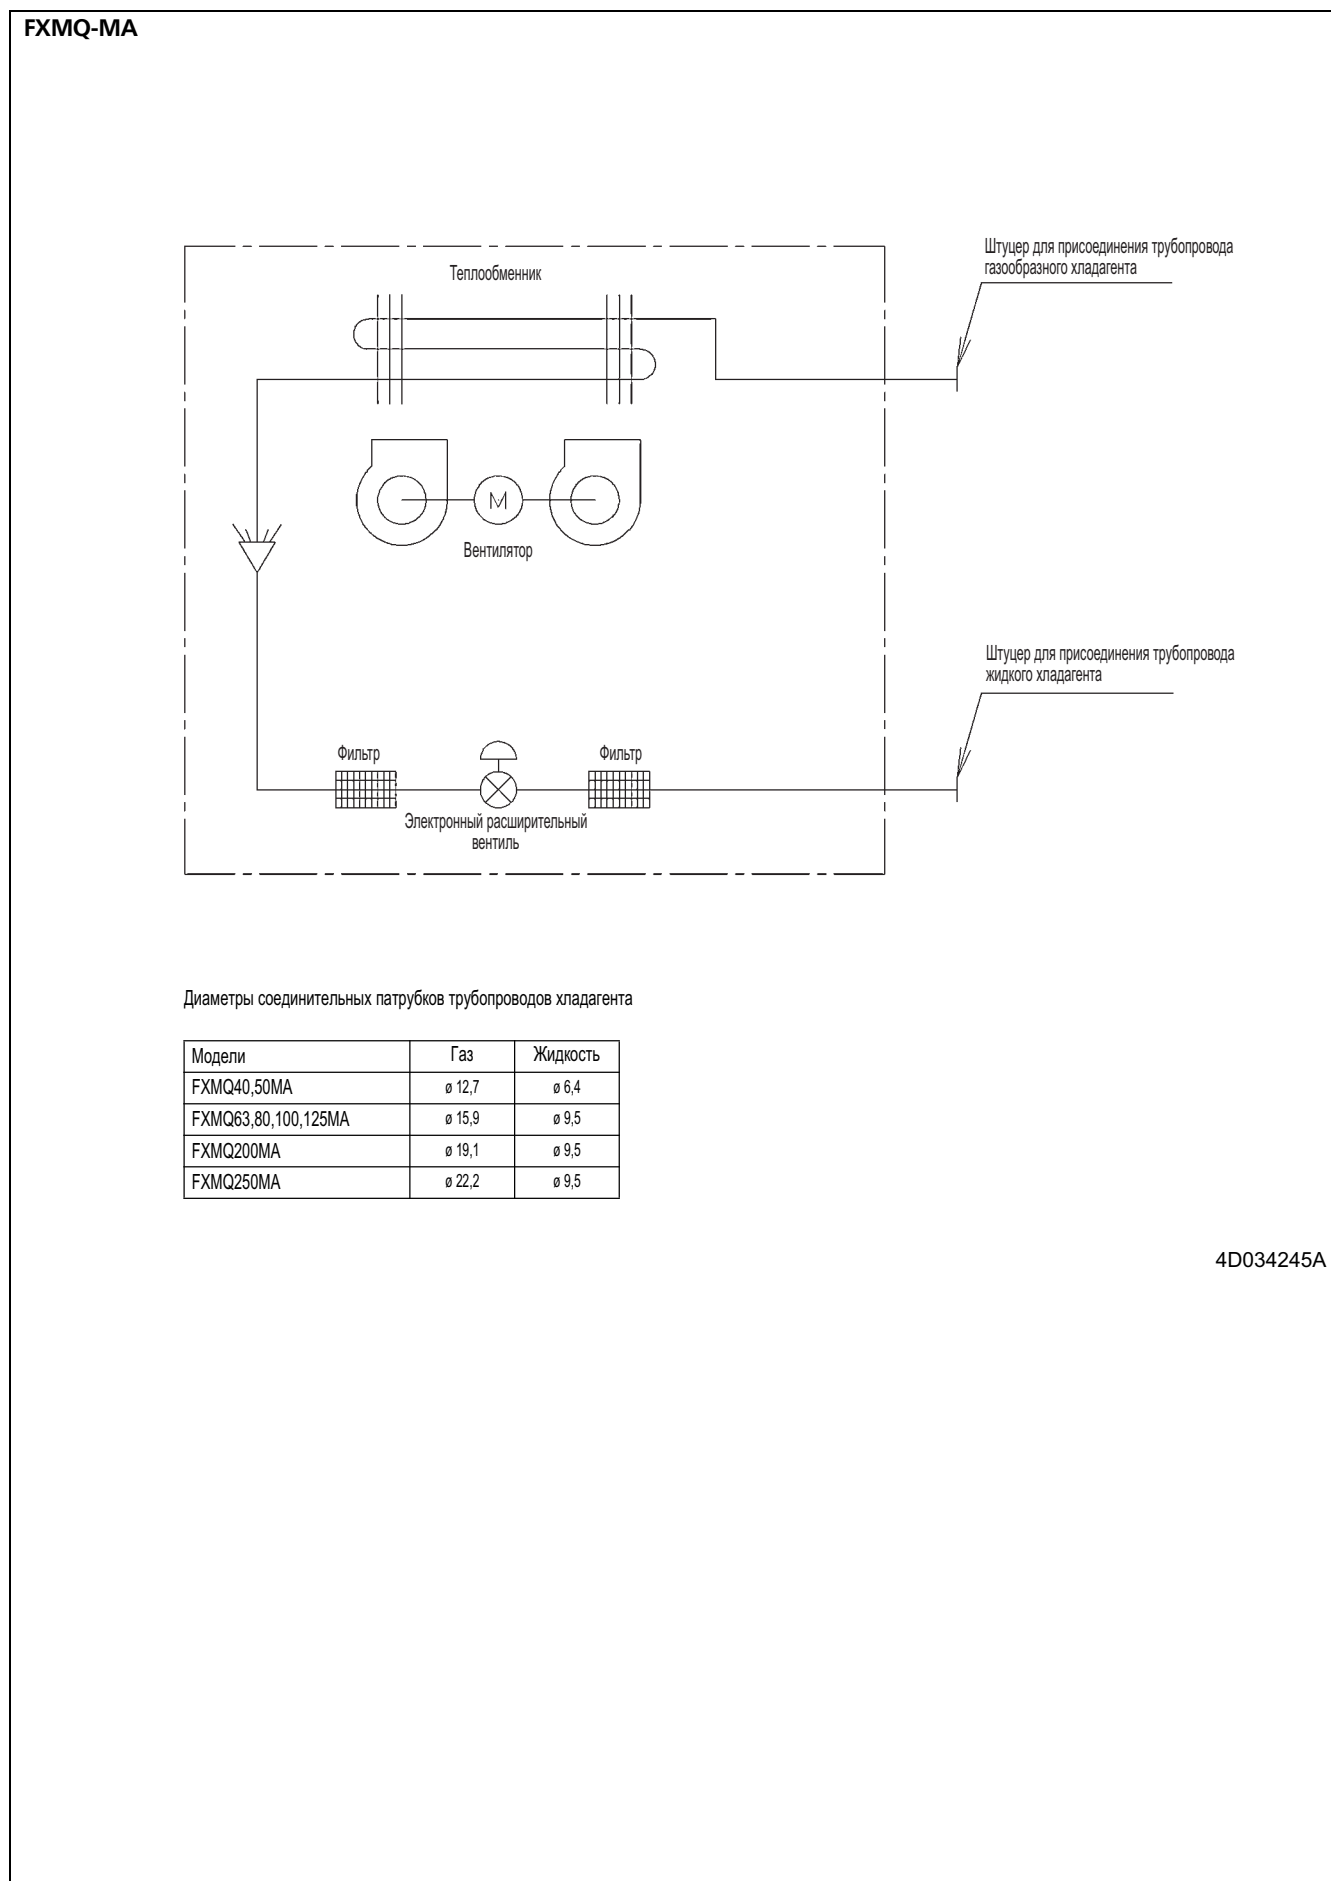 FXMQ-MA
Теплообменник
Штуцер для присоединения трубопровода
газообразного хладагента
M
Вентилятор
Штуцер для присоединения трубопровода
жидкого хладагента
Фильтр
Фильтр
Электронный расширительный
вентиль
Диаметры соединительных патрубков трубопроводов хладагента
Модели Газ Жидкость
FXMQ40,50MA ø 12,7 ø 6,4
FXMQ63,80,100,125MA ø 15,9 ø 9,5
FXMQ200MA ø 19,1 ø 9,5
FXMQ250MA ø 22,2 ø 9,5
4D034245A